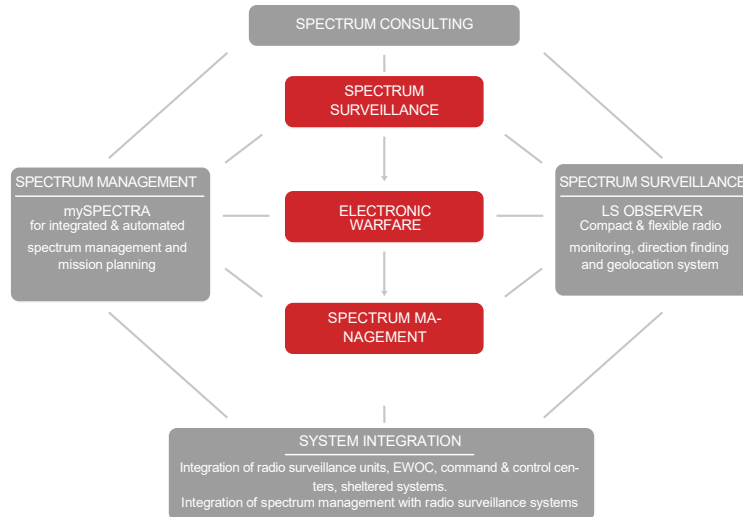 SPECTRUM CONSULTING
SPECTRUM
SURVEILLANCE
SPECTRUM MANAGEMENT
mySPECTRA
for integrated & automated
spectrum management and
mission planning
ELECTRONIC
WARFARE
SPECTRUM SURVEILLANCE
LS OBSERVER
Compact & flexible radio
monitoring, direction finding
and geolocation system
SPECTRUM MA-
NAGEMENT
SYSTEM INTEGRATION
Integration of radio surveillance units, EWOC, command & control cen-
ters, sheltered systems.
Integration of spectrum management with radio surveillance systems